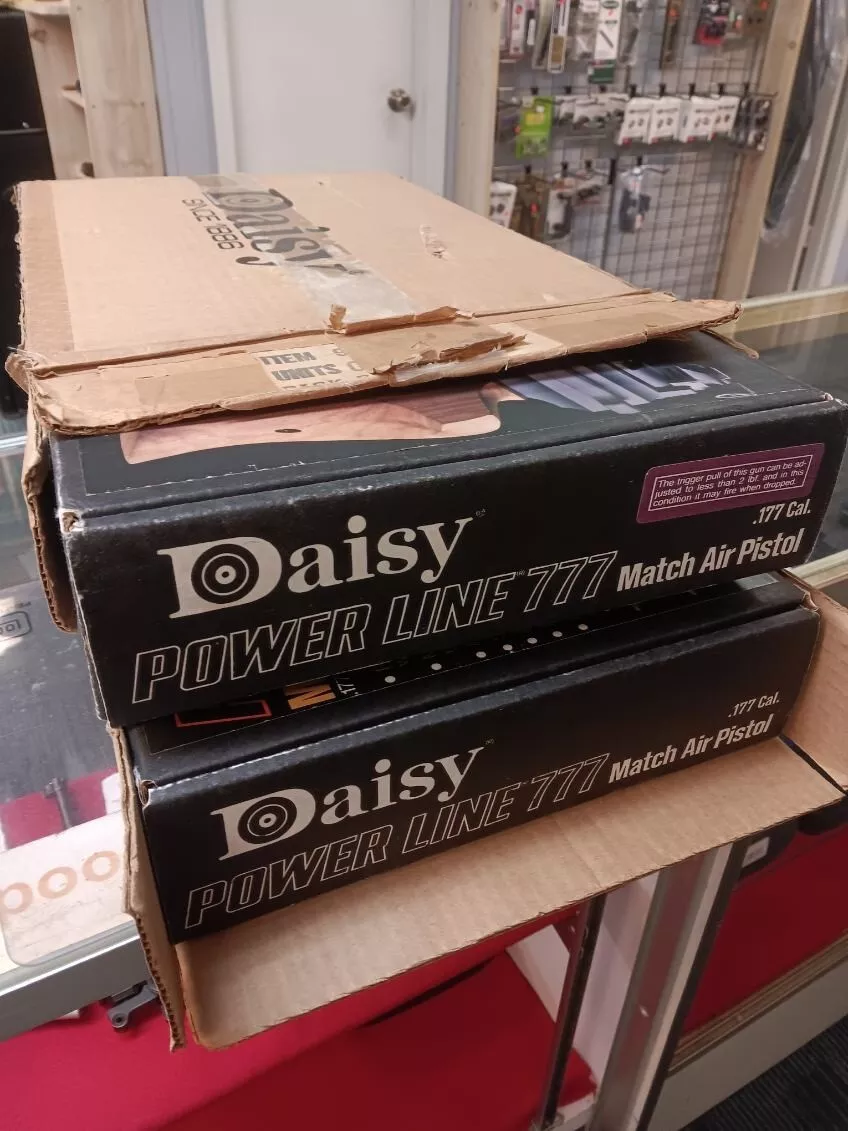 Daisy
SINCE 1886
ITEM
UNITS
PACK
The trigger pull of this gun can be ad-
justed to less than 2 lbf. and in this
condition it may fire when dropped.
.177 Cal.
Daisy
POWER LINE 777 Match Air Pistol
.177 Cal.
Daisy
POWER LINE 777 Match Air Pistol